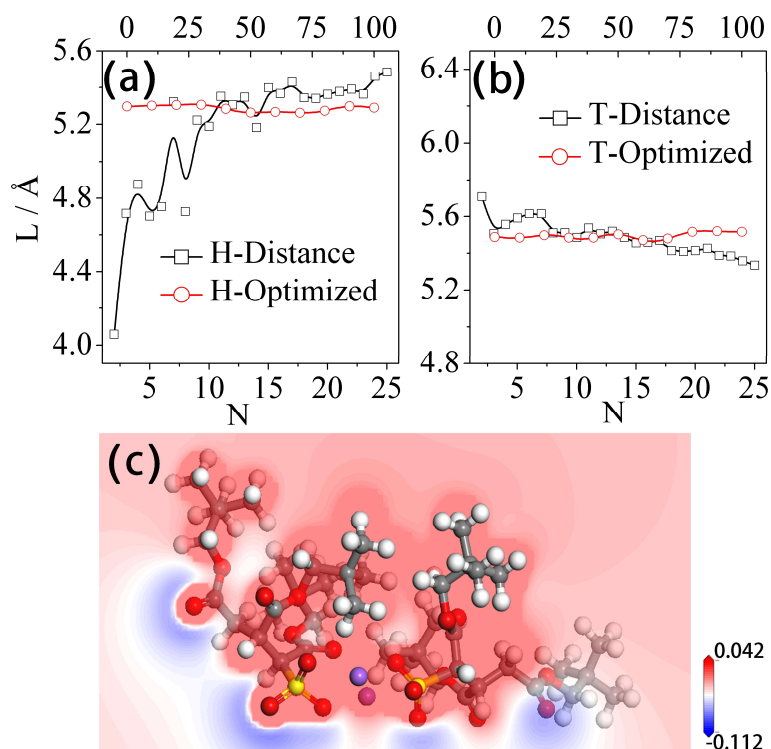 0 25 50 75 100
0 25 50 75 100
5.6
(a)
5.2
4.8
4.4
4.0
L / Å
H-Distance
H-Optimized
5 10 15 20 25
N
6.4
(b)
6.0
5.6
5.2
4.8
T-Distance
T-Optimized
5 10 15 20 25
N
(c)
0.042
-0.112